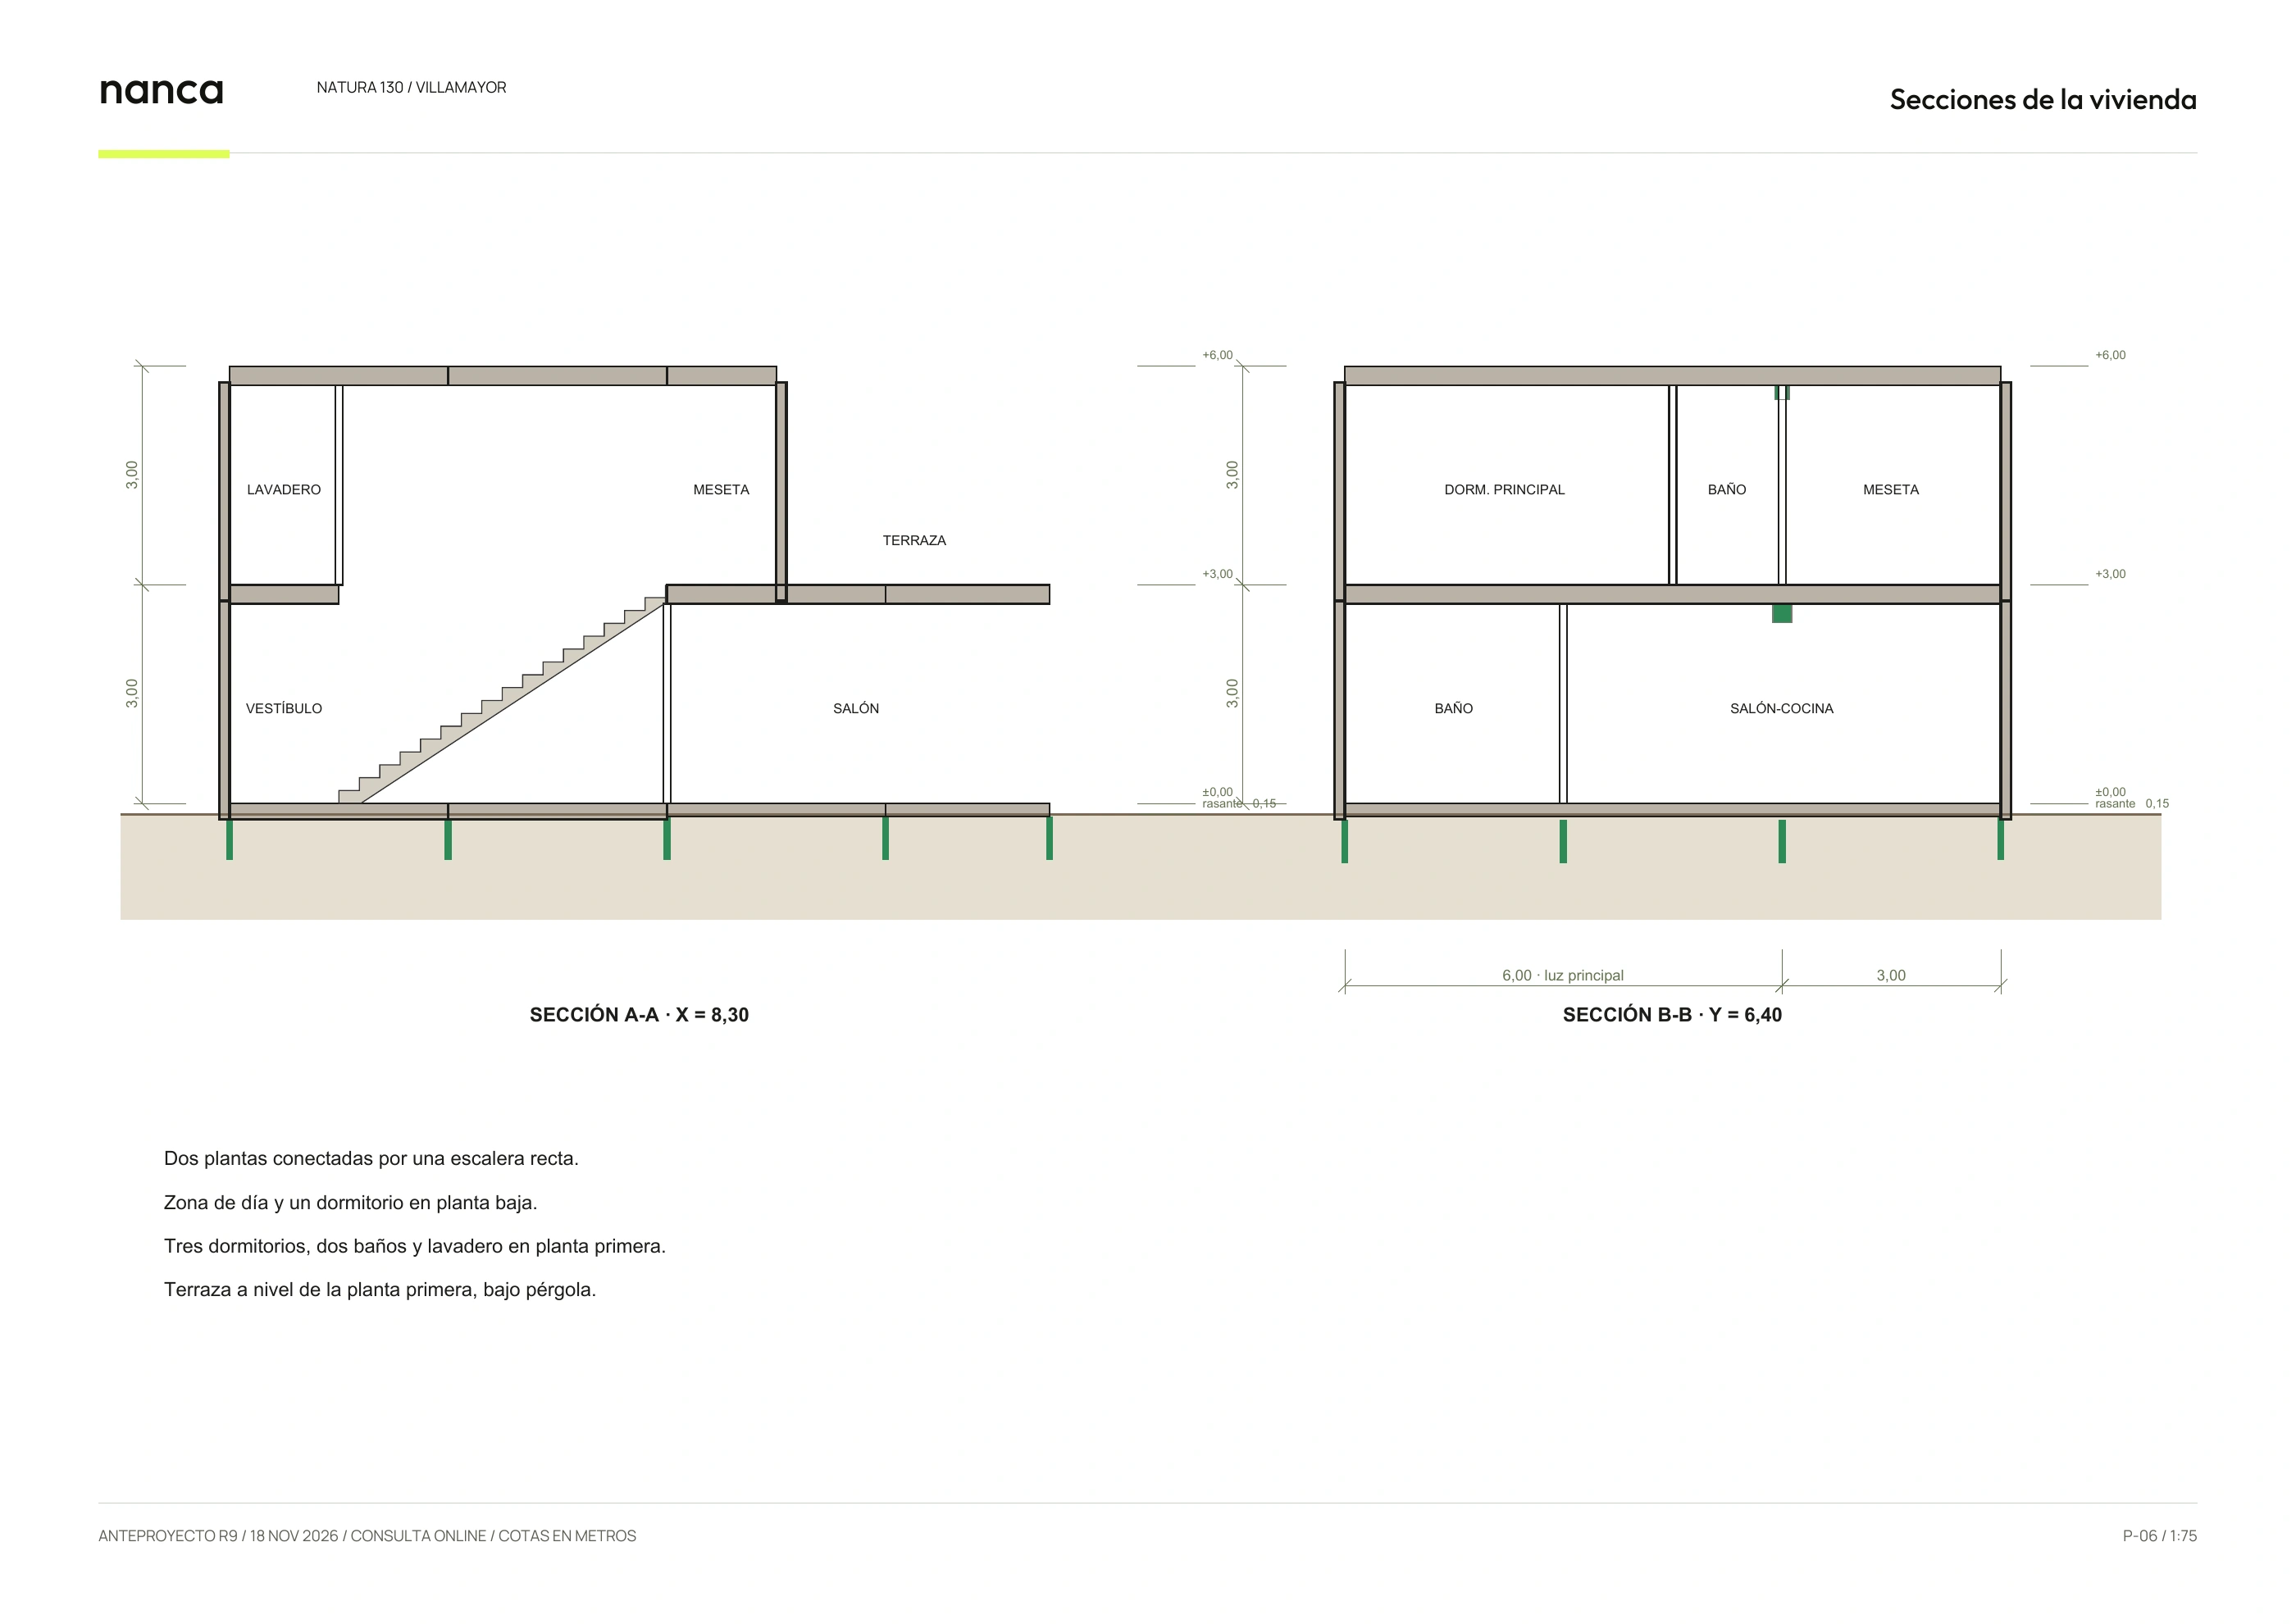 nanca
NATURA 130 / VILLAMAYOR
Secciones de la vivienda
+6,00
+6,00
3,00
LAVADERO
MESETA
TERRAZA
3,00
DORM. PRINCIPAL
BAÑO
MESETA
+3,00
+3,00
3,00
VESTÍBULO
SALÓN
3,00
BAÑO
SALÓN-COCINA
±0,00
rasante 0,15
±0,00
rasante 0,15
6,00 · luz principal
3,00
SECCIÓN A-A · X = 8,30
SECCIÓN B-B · Y = 6,40
Dos plantas conectadas por una escalera recta.
Zona de día y un dormitorio en planta baja.
Tres dormitorios, dos baños y lavadero en planta primera.
Terraza a nivel de la planta primera, bajo pérgola.
ANTEPROYECTO R9 / 18 NOV 2026 / CONSULTA ONLINE / COTAS EN METROS
P-06 / 1:75